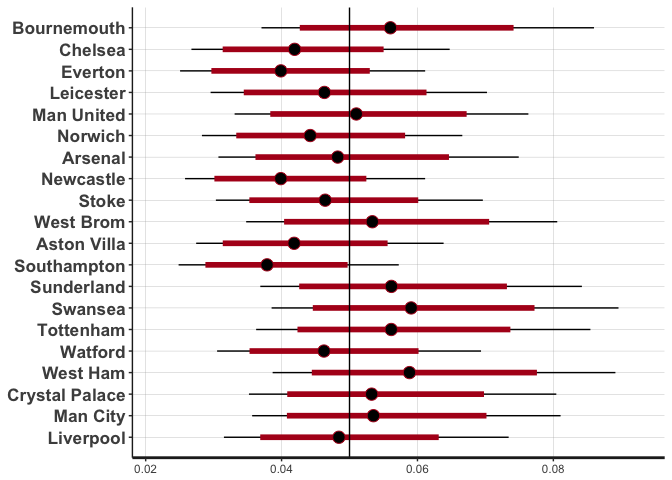 Bournemouth
Chelsea
Everton
Leicester
Man United
Norwich
Arsenal
Newcastle
Stoke
West Brom
Aston Villa
Southampton
Sunderland
Swansea
Tottenham
Watford
West Ham
Crystal Palace
Man City
Liverpool
0.02 0.04 0.06 0.08